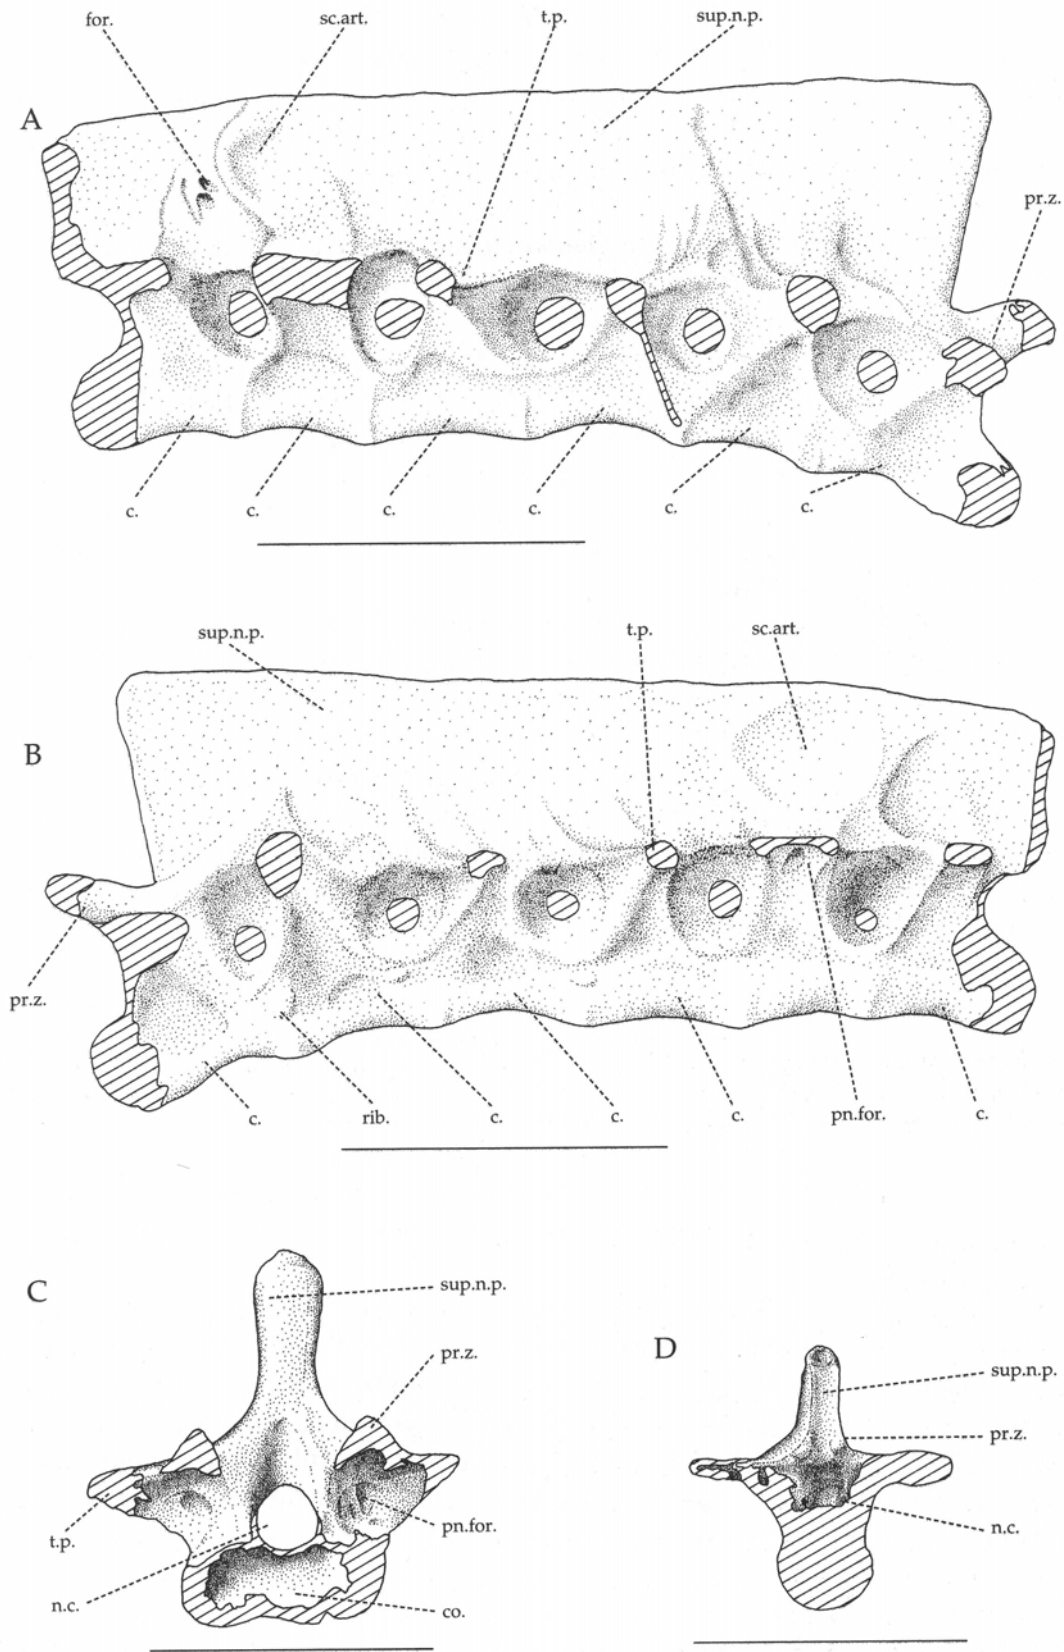 for. sc.art. t.p. sup.n.p.
A
pr.z.
c. c. c. c. c. c.
sup.n.p. t.p. sc.art.
B
pr.z.
c. rib. c. c. c. pn.for. c.
C
sup.n.p.
pr.z.
t.p.
pn.for.
n.c.
co.
D
sup.n.p.
pr.z.
n.c.